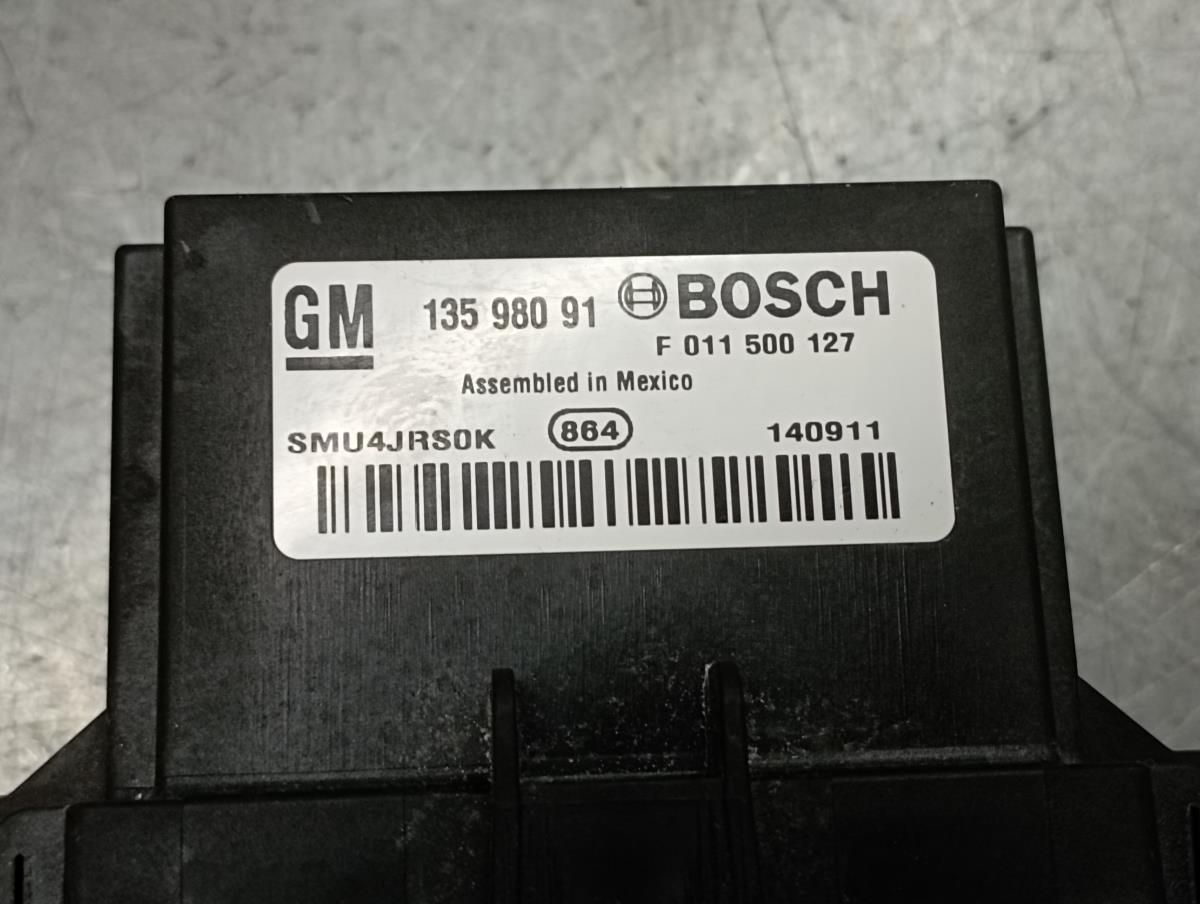 GM 135 980 91 BOSCH
F 011 500 127
Assembled in Mexico
SMU4JRS0K 864 140911